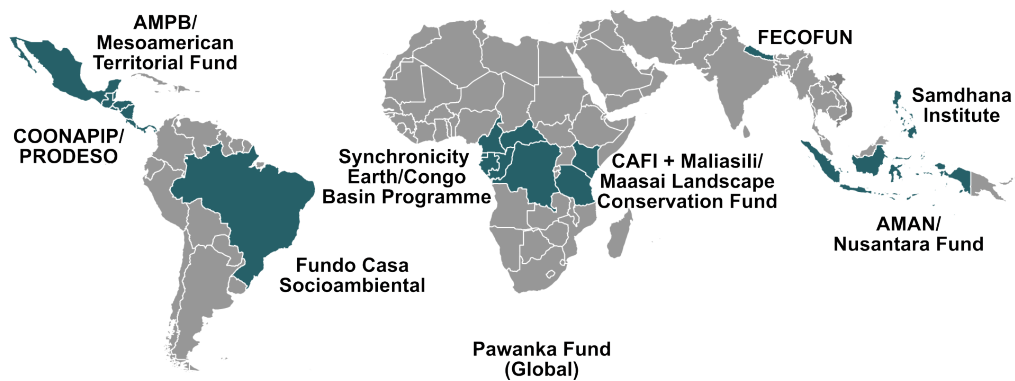 AMPB/
Mesoamerican
Territorial Fund
COONAPIP/
PRODESO
Fundo Casa
Socioambiental
Synchronicity
Earth/Congo
Basin Programme
CAFI + Maliasili/
Maasai Landscape
Conservation Fund
FECOFUN
Samdhana
Institute
AMAN/
Nusantara Fund
Pawanka Fund
(Global)